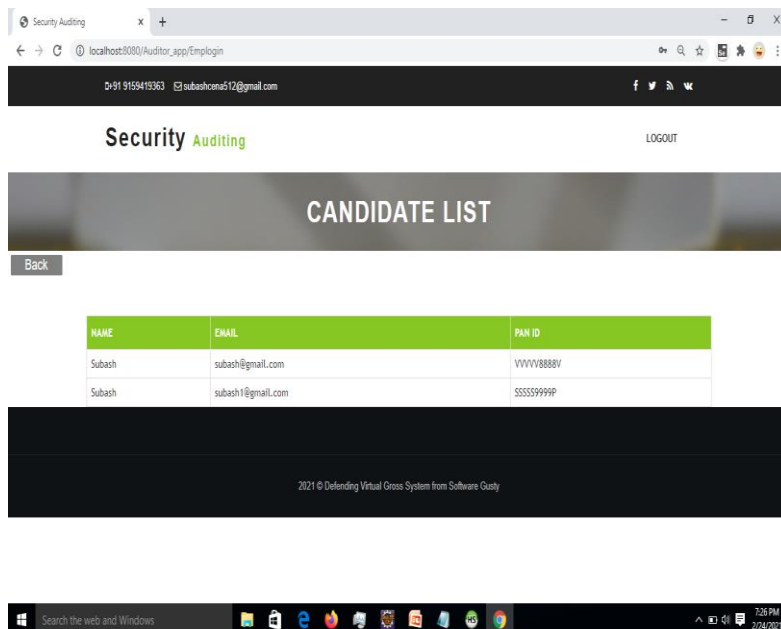 Security Auditing
localhost:8080/Auditor_app/Emplogin
+91 9159419363 subashcena512@gmail.com
Security Auditing LOGOUT
CANDIDATE LIST
Back
NAME EMAIL PAN ID
Subash subash@gmail.com VVVVV8888V
Subash subash1@gmail.com SSSSS9999P
2021 © Defending Virtual Gross System from Software Gusty
Search the web and Windows
7:26 PM